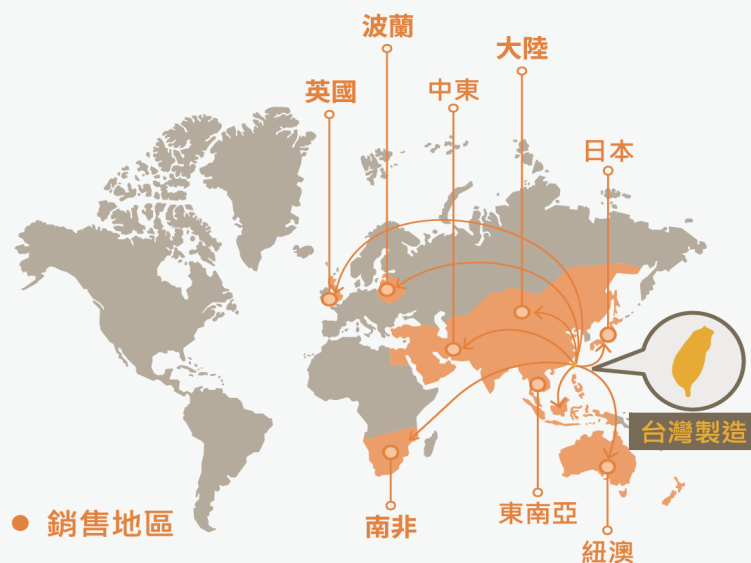 波蘭
大陸
英國
中東
日本
台灣製造
銷售地區
南非
東南亞
紐澳